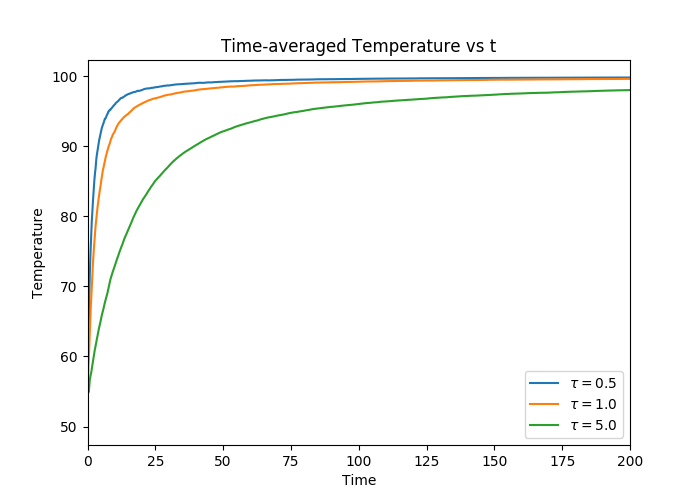 Time-averaged Temperature vs t
Temperature
100
90
80
70
60
50
0 25 50 75 100 125 150 175 200
Time
τ = 0.5
τ = 1.0
τ = 5.0